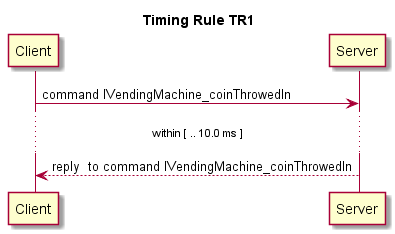 Timing Rule TR1
Client
Server
command IVendingMachine_coinThrowedIn
within [ .. 10.0 ms ]
reply  to command IVendingMachine_coinThrowedIn
Client
Server